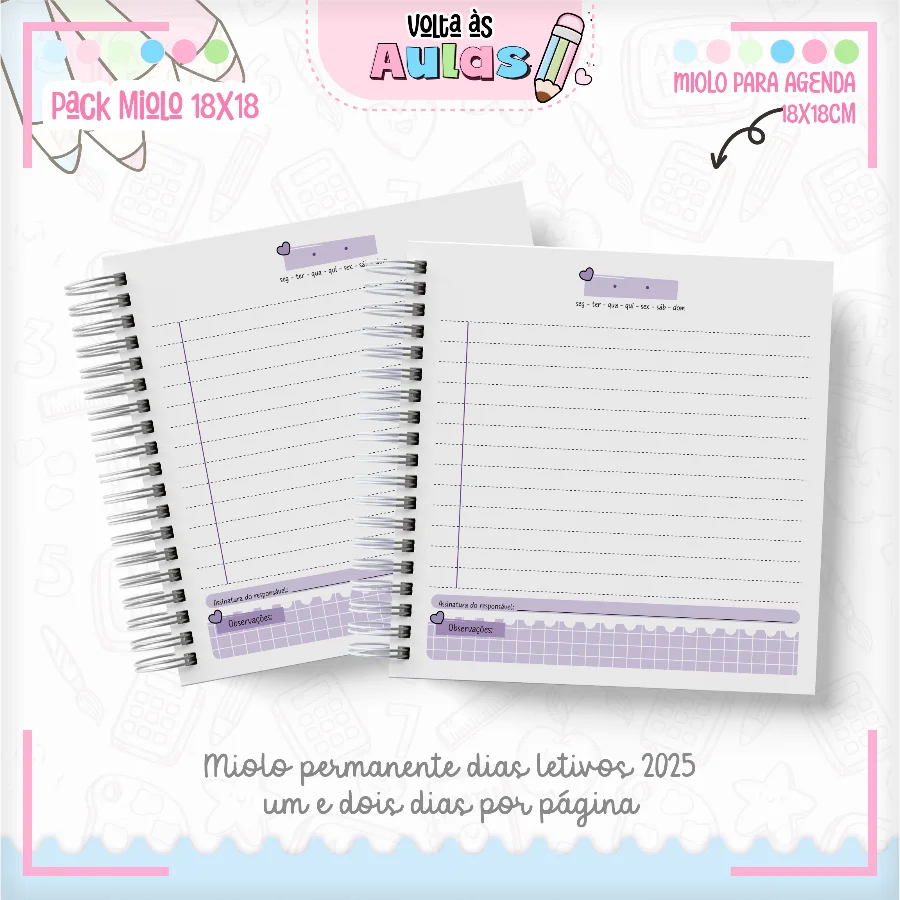 Volta às
Aulas
Pack Miolo 18x18
Miolo para agenda
18x18cm
seg - ter - qua - qui - sex - sáb - dom
Assinatura do responsável:
Observações:
seg - ter - qua - qui - sex - sáb - dom
Assinatura do responsável:
Observações:
Miolo permanente dias letivos 2025
um e dois dias por página